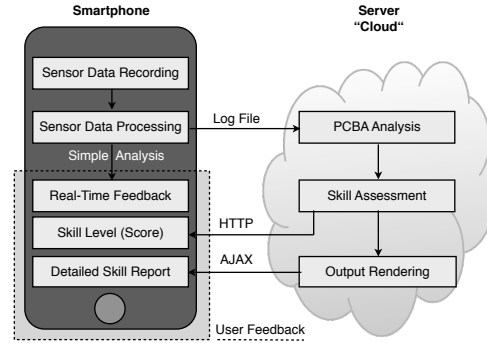 Smartphone
Server
“Cloud“
Sensor Data Recording
Sensor Data Processing
Log File
PCBA Analysis
Simple Analysis
Real-Time Feedback
Skill Assessment
Skill Level (Score)
HTTP
Detailed Skill Report
AJAX
Output Rendering
User Feedback